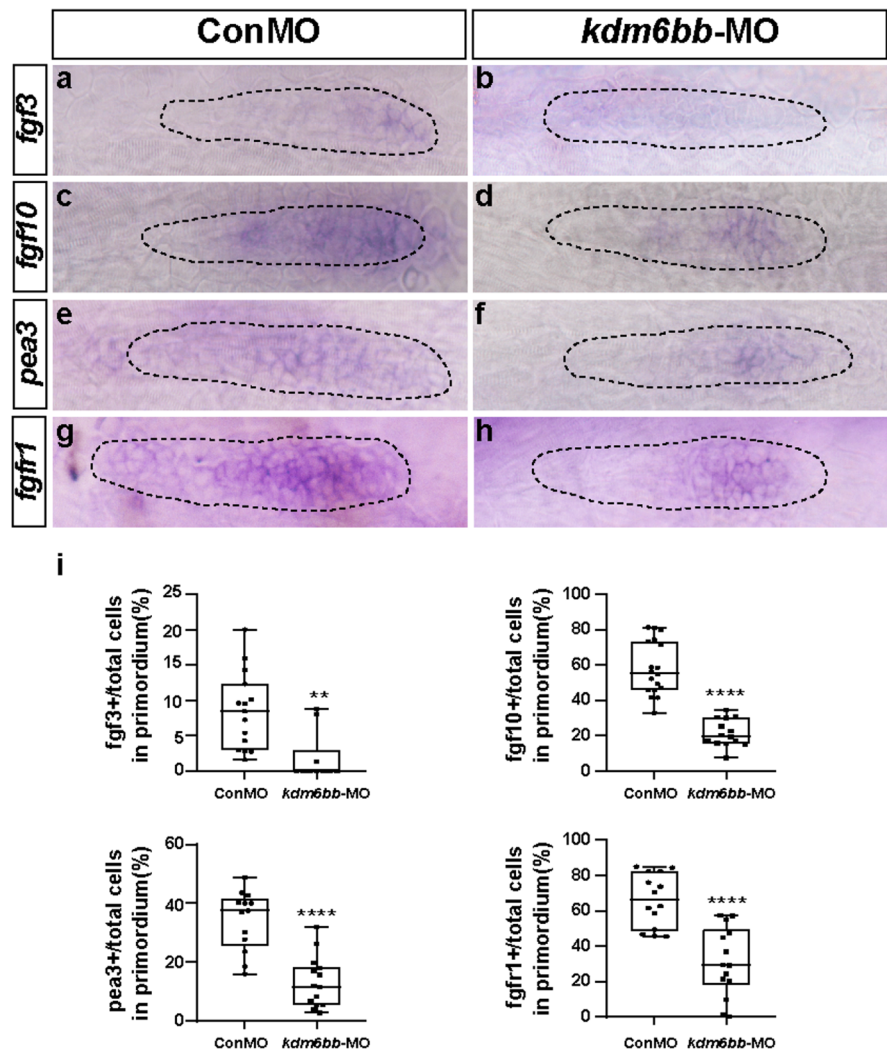 ConMO kdm6bb-MO
fgf3 a b
fgf10 c d
pea3 e f
fgfr1 g h
i
fgf3+/total cells
in primordium(%)
25
20
15
10
5
0
**
ConMO kdm6bb-MO
fgf10+/total cells
in primordium(%)
100
80
60
40
20
0
****
ConMO kdm6bb-MO
pea3+/total cells
in primordium(%)
60
40
20
0
****
ConMO kdm6bb-MO
fgfr1+/total cells
in primordium(%)
100
80
60
40
20
0
****
ConMO kdm6bb-MO